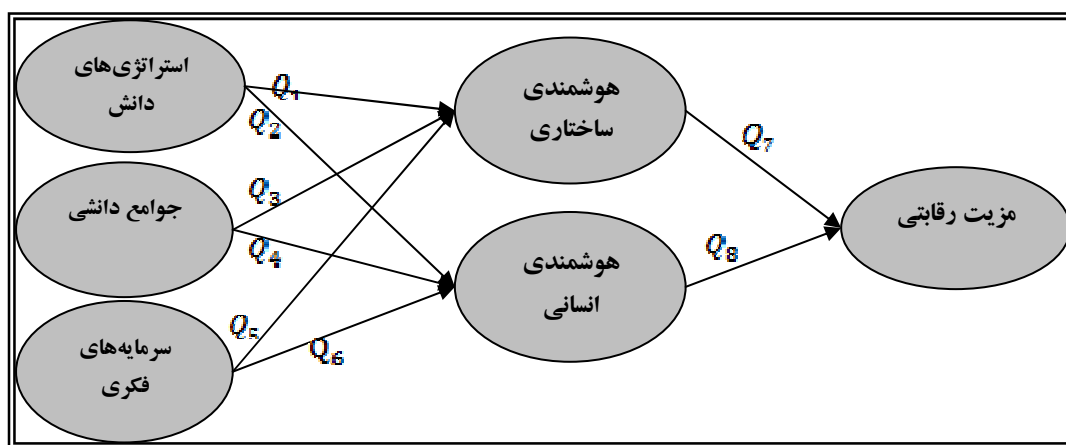 استراتژی‌های
دانش
جوامع دانشی
سرمایه‌های
فکری
Q₁
Q₂
Q₃
Q₄
Q₅
Q₆
هوشمندی
ساختاری
هوشمندی
انسانی
Q₇
Q₈
مزیت رقابتی